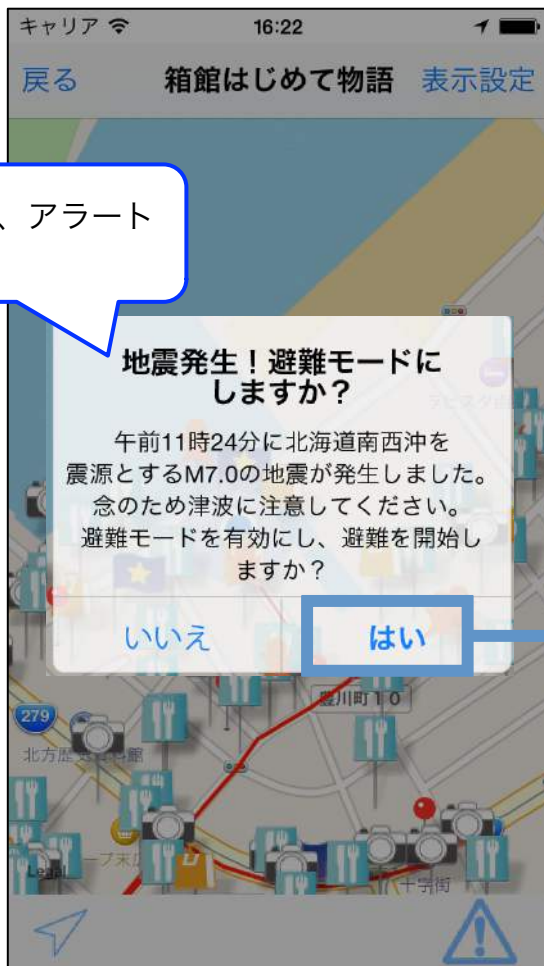 キャリア 16:22
戻る 箱館はじめて物語 表示設定
、アラート
地震発生！避難モードに
しますか？
午前11時24分に北海道南西沖を
震源とするM7.0の地震が発生しました。
念のため津波に注意してください。
避難モードを有効にし、避難を開始し
ますか？
いいえ はい
豊川町10
279
北方歴 資料館
Legal
十字街